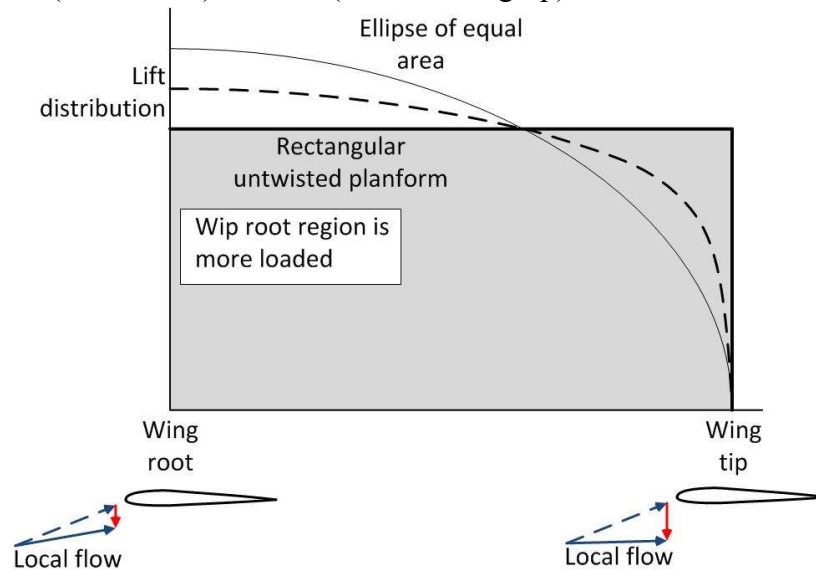 Ellipse of equal
area
Lift
distribution
Rectangular
untwisted planform
Wip root region is
more loaded
Wing
root
Wing
tip
Local flow
Local flow